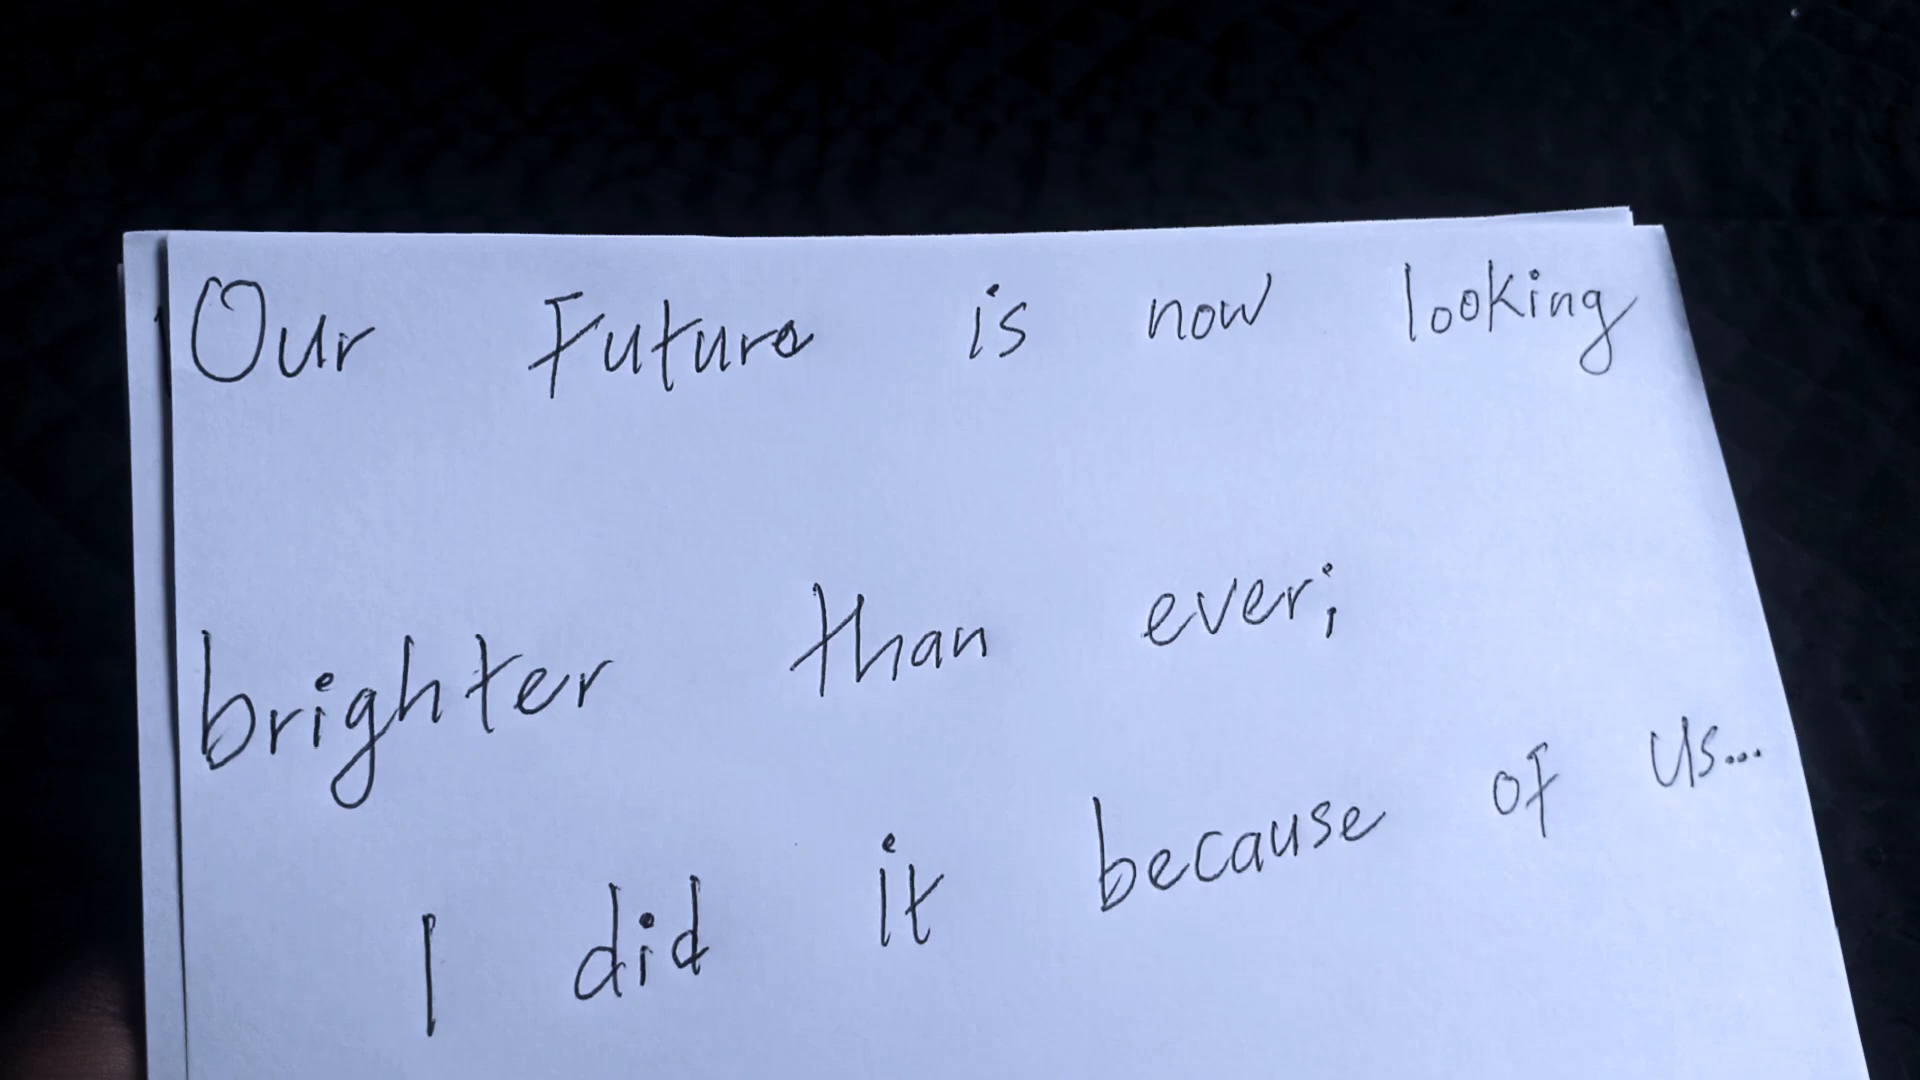 Our Future is now looking
brighter than ever;
I did it because of us...